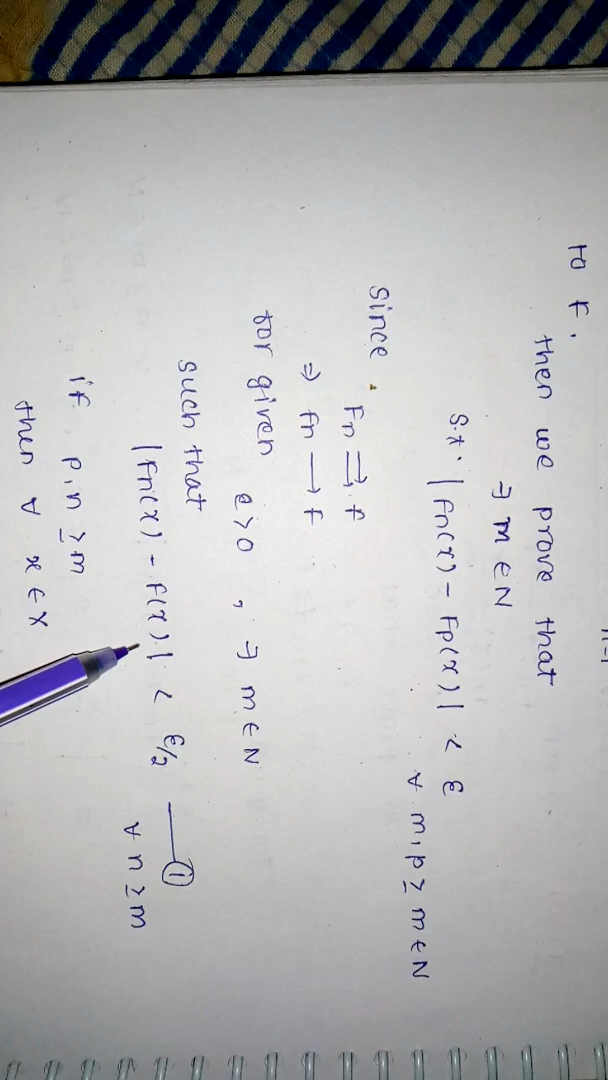 to f.
then we prove that
∃ m ∈ N
s.t. |fn(x) - fp(x)| < ε
∀ m,p ≥ m ∈ N
since
fn ⇉ f
⇒ fn → f
for given e>0, ∃ m ∈ N
such that
|fn(x) - f(x)| < ε/2 — ①
∀ n ≥ m
if p,n ≥ m
then ∀ x ∈ X